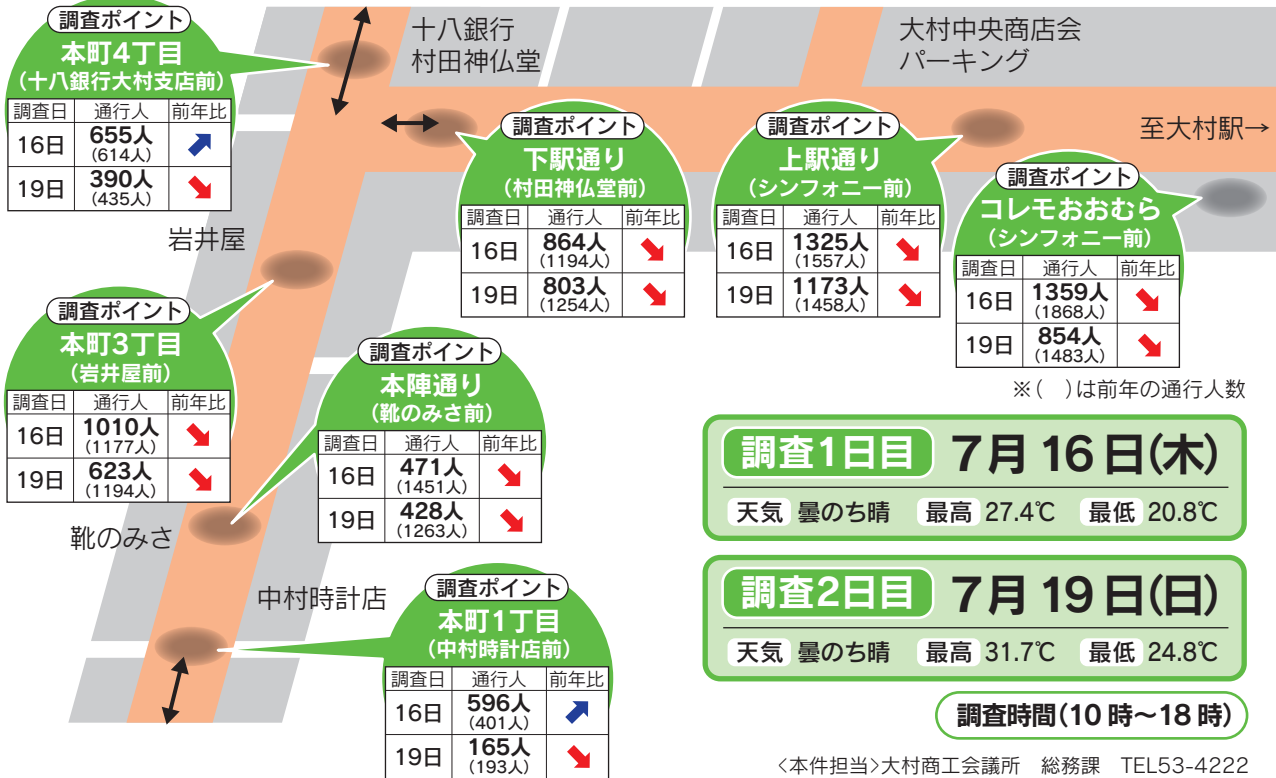 調査ポイント
本町4丁目
(十八銀行大村支店前)
調査日 通行人 前年比
16日 655人
(614人)
19日 390人
(435人)
十八銀行
村田神仏堂
大村中央商店会
パーキング
至大村駅→
調査ポイント
下駅通り
(村田神仏堂前)
調査日 通行人 前年比
16日 864人
(1194人)
19日 803人
(1254人)
調査ポイント
上駅通り
(シンフォニー前)
調査日 通行人 前年比
16日 1325人
(1557人)
19日 1173人
(1458人)
調査ポイント
コレモおおむら
(シンフォニー前)
調査日 通行人 前年比
16日 1359人
(1868人)
19日 854人
(1483人)
※( )は前年の通行人数
岩井屋
調査ポイント
本町3丁目
(岩井屋前)
調査日 通行人 前年比
16日 1010人
(1177人)
19日 623人
(1194人)
調査ポイント
本陣通り
(靴のみさ前)
調査日 通行人 前年比
16日 471人
(1451人)
19日 428人
(1263人)
靴のみさ
中村時計店
調査ポイント
本町1丁目
(中村時計店前)
調査日 通行人 前年比
16日 596人
(401人)
19日 165人
(193人)
調査1日目 7月16日(木)
天気 曇のち晴 最高 27.4℃ 最低 20.8℃
調査2日目 7月19日(日)
天気 曇のち晴 最高 31.7℃ 最低 24.8℃
調査時間(10時〜18時)
<本件担当>大村商工会議所 総務課 TEL53-4222